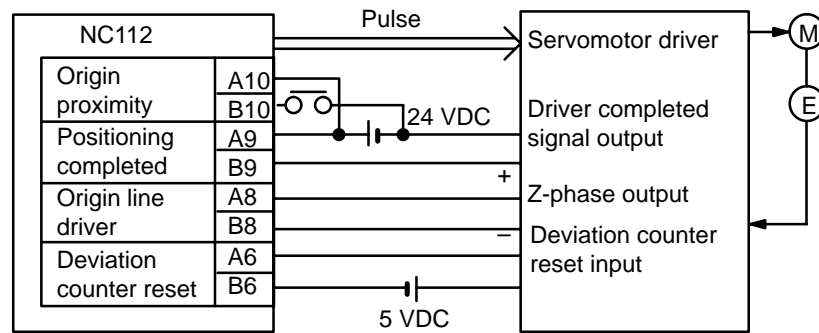 NC112
Pulse
Servomotor driver
M
Origin
proximity
A10
B10
24 VDC
Driver completed
signal output
E
Positioning
completed
A9
B9
+
Origin line
driver
A8
B8
Z-phase output
–
Deviation
counter reset
A6
B6
Deviation counter
reset input
5 VDC